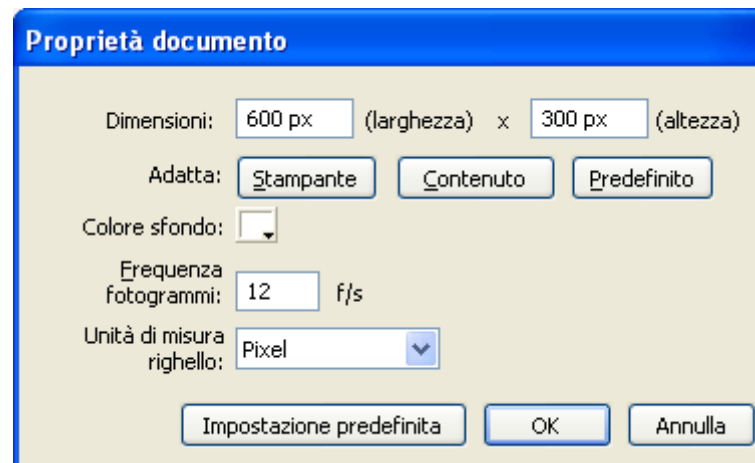 Proprietà documento
Dimensioni: 600 px (larghezza) x 300 px (altezza)
Adatta: Stampante Contenuto Predefinito
Colore sfondo:
Frequenza
fotogrammi: 12 f/s
Unità di misura
righello: Pixel
Impostazione predefinita OK Annulla